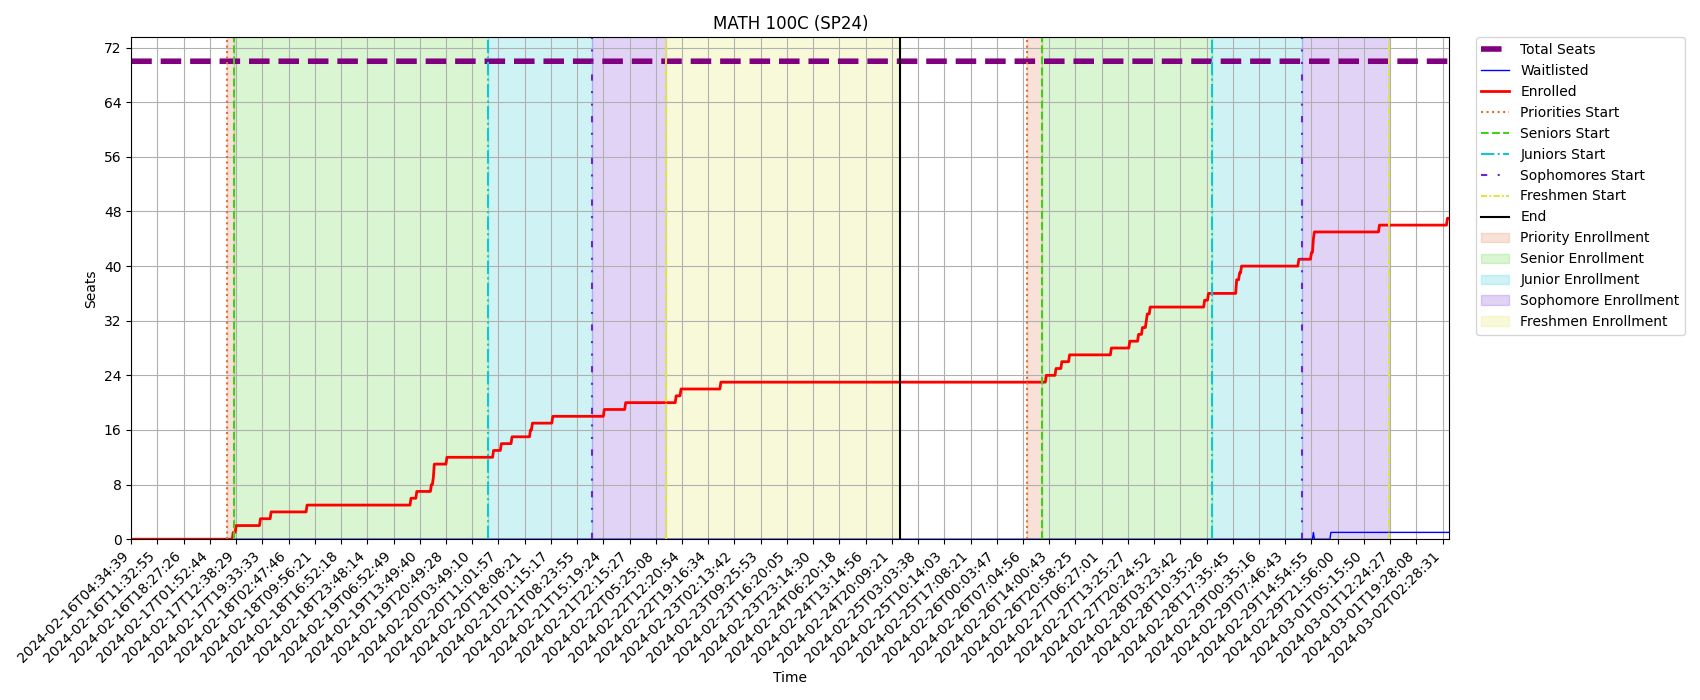 MATH 100C (SP24)
72
64
56
48
40
32
24
16
8
0
Seats
2024-02-16T04:34:39
2024-02-16T11:32:55
2024-02-16T18:27:26
2024-02-17T01:52:44
2024-02-17T12:38:29
2024-02-17T19:33:33
2024-02-18T02:47:46
2024-02-18T09:56:21
2024-02-18T16:52:18
2024-02-18T23:48:14
2024-02-19T06:52:49
2024-02-19T13:49:40
2024-02-19T20:49:28
2024-02-20T03:49:10
2024-02-20T11:01:57
2024-02-20T18:08:21
2024-02-21T01:15:17
2024-02-21T08:23:55
2024-02-21T15:19:24
2024-02-21T22:15:27
2024-02-22T05:25:08
2024-02-22T12:20:54
2024-02-22T19:16:34
2024-02-23T02:13:42
2024-02-23T09:25:53
2024-02-23T16:20:05
2024-02-23T23:14:30
2024-02-24T06:20:18
2024-02-24T13:14:56
2024-02-24T20:09:21
2024-02-25T03:03:38
2024-02-25T10:14:03
2024-02-25T17:08:21
2024-02-26T00:03:47
2024-02-26T07:04:56
2024-02-26T14:00:43
2024-02-26T20:58:25
2024-02-27T06:27:01
2024-02-27T13:25:27
2024-02-27T20:24:52
2024-02-28T03:23:42
2024-02-28T10:35:26
2024-02-28T17:35:45
2024-02-29T00:35:16
2024-02-29T07:46:43
2024-02-29T14:54:55
2024-02-29T21:56:00
2024-03-01T05:15:50
2024-03-01T12:24:27
2024-03-01T19:28:08
2024-03-02T02:28:31
Time
Total Seats
Waitlisted
Enrolled
Priorities Start
Seniors Start
Juniors Start
Sophomores Start
Freshmen Start
End
Priority Enrollment
Senior Enrollment
Junior Enrollment
Sophomore Enrollment
Freshmen Enrollment